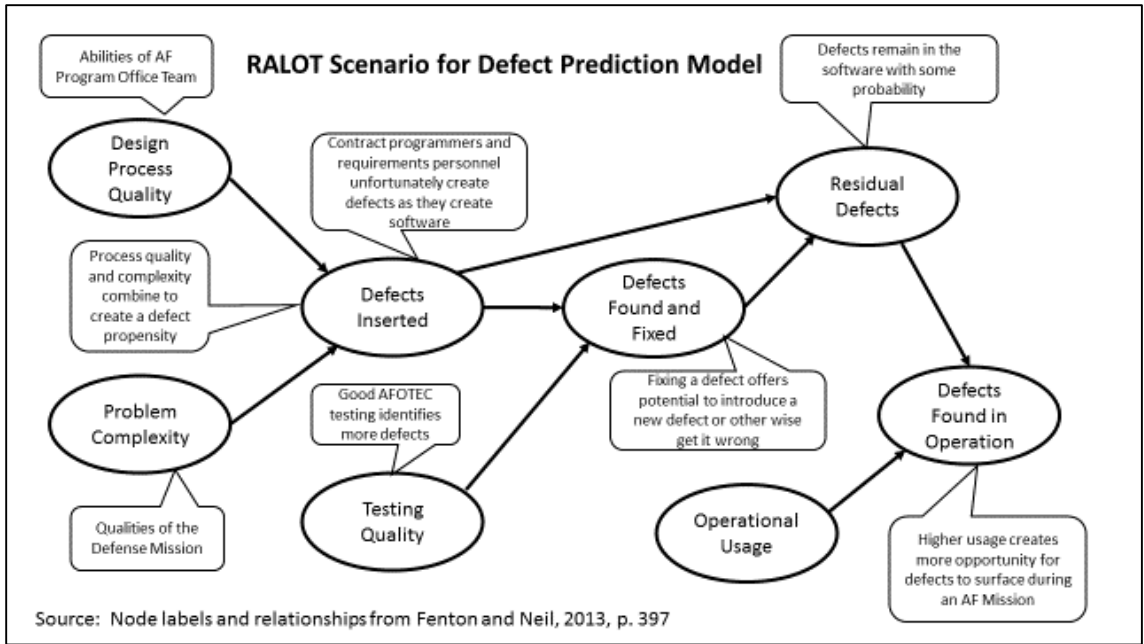 RALOT Scenario for Defect Prediction Model
Abilities of AF
Program Office Team
Design
Process
Quality
Contract programmers and
requirements personnel
unfortunately create
defects as they create
software
Defects remain in the
software with some
probability
Residual
Defects
Process quality
and complexity
combine to
create a defect
propensity
Defects
Inserted
Defects
Found and
Fixed
Fixing a defect offers
potential to introduce a
new defect or other wise
get it wrong
Problem
Complexity
Qualities of the
Defense Mission
Good AFOTEC
testing identifies
more defects
Testing
Quality
Defects
Found in
Operation
Operational
Usage
Higher usage creates
more opportunity for
defects to surface during
an AF Mission
Source: Node labels and relationships from Fenton and Neil, 2013, p. 397